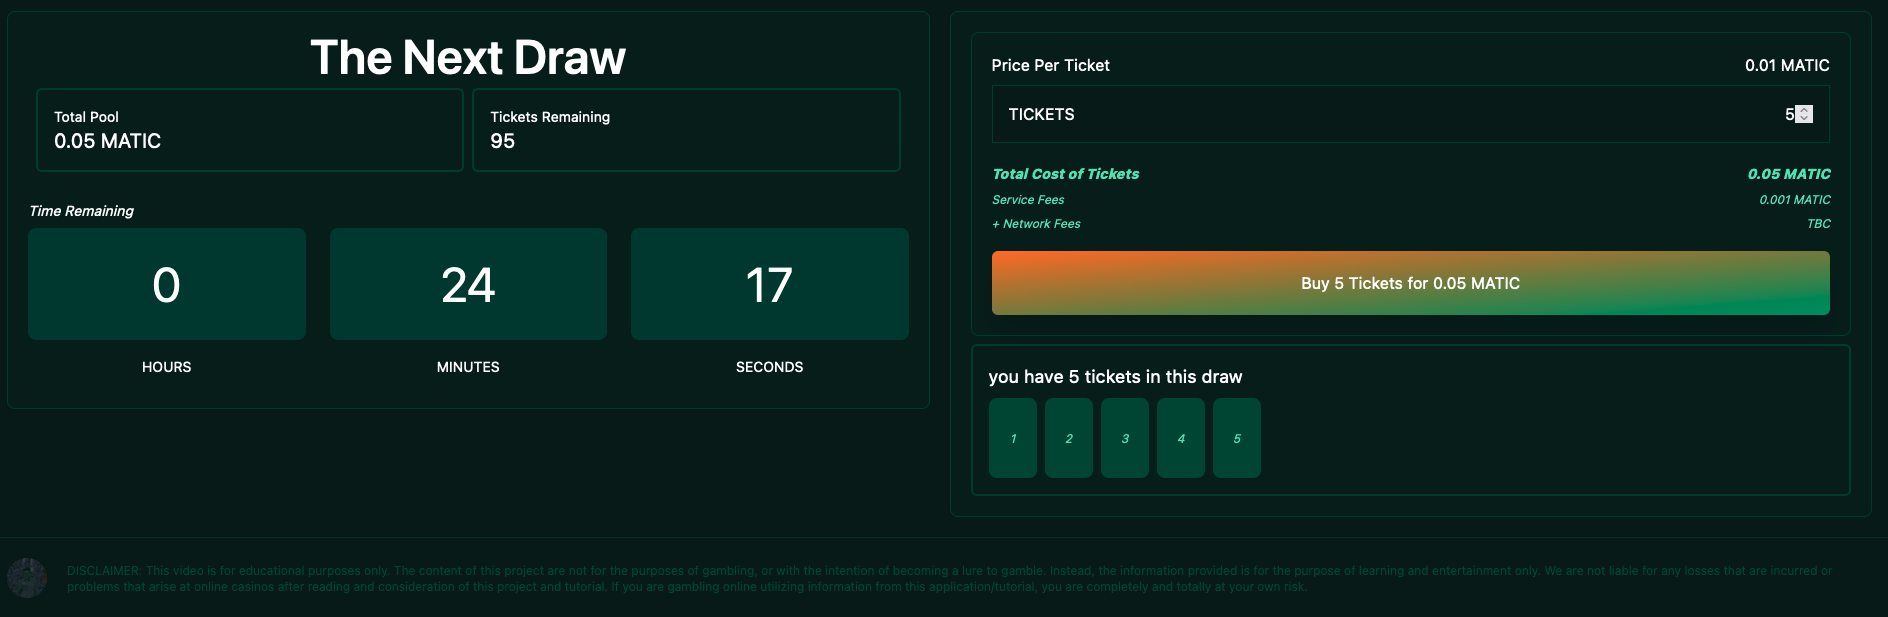 The Next Draw
Total Pool
0.05 MATIC
Tickets Remaining
95
Time Remaining
0
24
17
HOURS
MINUTES
SECONDS
Price Per Ticket
0.01 MATIC
TICKETS
5
Total Cost of Tickets
0.05 MATIC
Service Fees
0.001 MATIC
+ Network Fees
TBC
Buy 5 Tickets for 0.05 MATIC
you have 5 tickets in this draw
1
2
3
4
5
DISCLAIMER: This video is for educational purposes only. The content of this project are not for the purposes of gambling, or with the intention of becoming a lure to gamble. Instead, the information provided is for the purpose of learning and entertainment only. We are not liable for any losses that are incurred or
problems that arise at online casinos after reading and consideration of this project and tutorial. If you are gambling online utilizing information from this application/tutorial, you are completely and totally at your own risk.